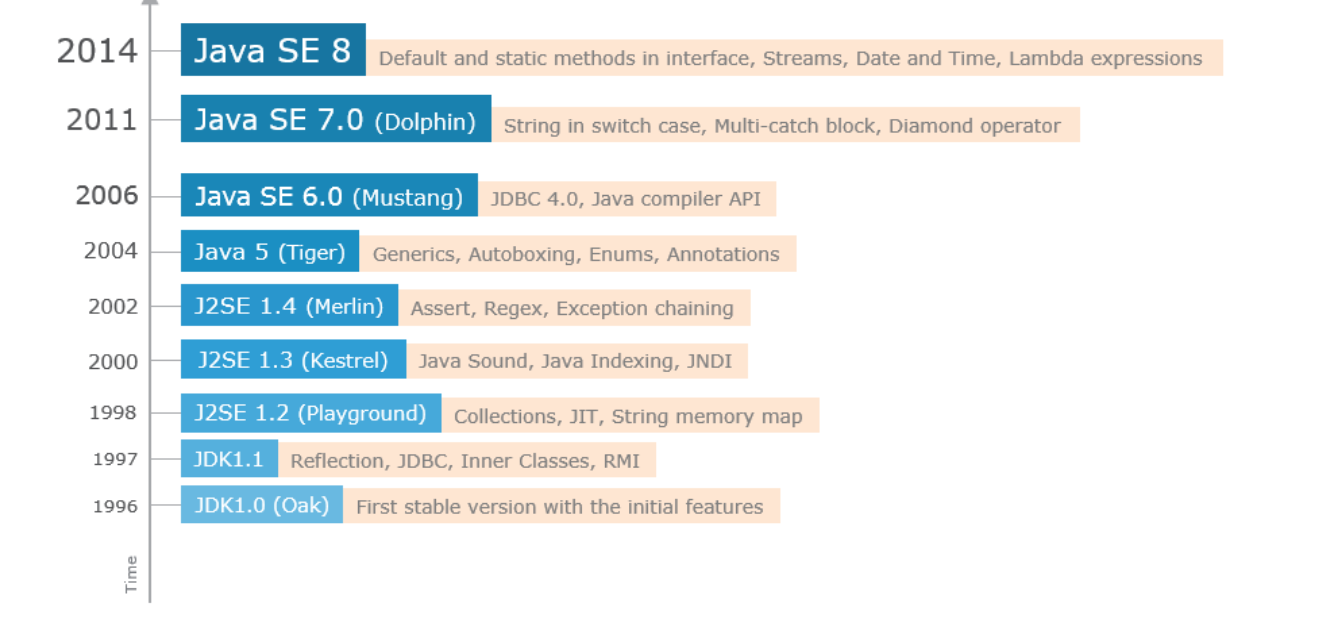 2014 Java SE 8 Default and static methods in interface, Streams, Date and Time, Lambda expressions
2011 Java SE 7.0 (Dolphin) String in switch case, Multi-catch block, Diamond operator
2006 Java SE 6.0 (Mustang) JDBC 4.0, Java compiler API
2004 Java 5 (Tiger) Generics, Autoboxing, Enums, Annotations
2002 J2SE 1.4 (Merlin) Assert, Regex, Exception chaining
2000 J2SE 1.3 (Kestrel) Java Sound, Java Indexing, JNDI
1998 J2SE 1.2 (Playground) Collections, JIT, String memory map
1997 JDK1.1 Reflection, JDBC, Inner Classes, RMI
1996 JDK1.0 (Oak) First stable version with the initial features
Time